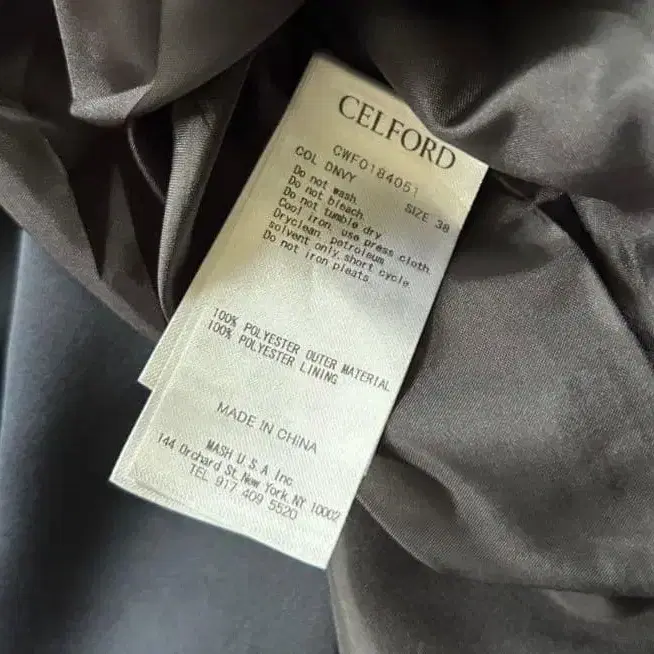 CELFORD
CWFO184051
COL DNVY SIZE 38
Do not wash.
Do not bleach.
Do not tumble dry.
Cool iron, use press cloth.
Dryclean, petroleum
solvent only,short cycle.
Do not iron pleats.
100% POLYESTER OUTER MATERIAL
100% POLYESTER LINING
MADE IN CHINA
MASH U.S.A Inc.
144 Orchard St.New York,NY 10002
TEL 917 409 5520